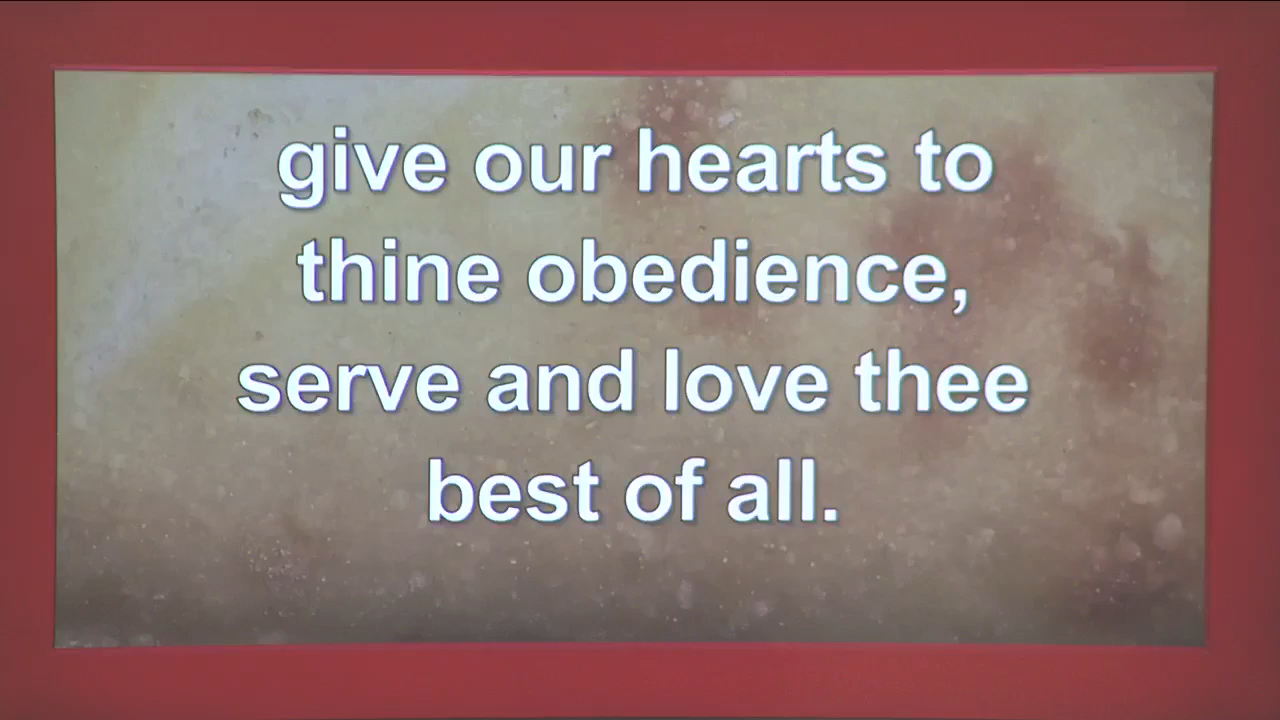 give our hearts to
thine obedience,
serve and love thee
best of all.